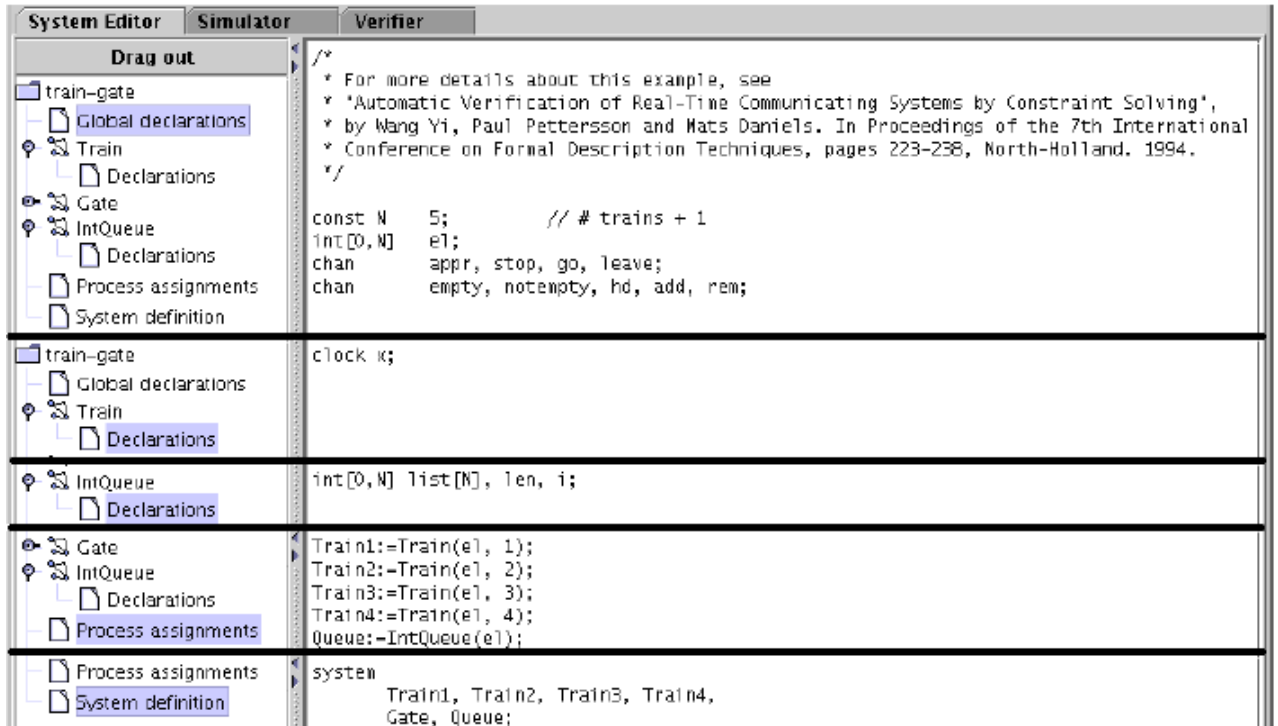 System Editor Simulator Verifier
Drag out
train-gate
Global declarations
Train
Declarations
Gate
IntQueue
Declarations
Process assignments
System definition
/*
* For more details about this example, see
* "Automatic Verification of Real-Time Communicating Systems by Constraint Solving",
* by Wang Yi, Paul Pettersson and Mats Daniels. In Proceedings of the 7th International
* Conference on Formal Description Techniques, pages 223-238, North-Holland. 1994.
*/
const N 5; // # trains + 1
int[0,N] el;
chan appr, stop, go, leave;
chan empty, notempty, hd, add, rem;
train-gate
Global declarations
Train
Declarations
clock x;
IntQueue
Declarations
int[0,N] list[N], len, i;
Gate
IntQueue
Declarations
Process assignments
Train1:=Train(el, 1);
Train2:=Train(el, 2);
Train3:=Train(el, 3);
Train4:=Train(el, 4);
Queue:=IntQueue(el);
Process assignments
System definition
system
Train1, Train2, Train3, Train4,
Gate, Queue;